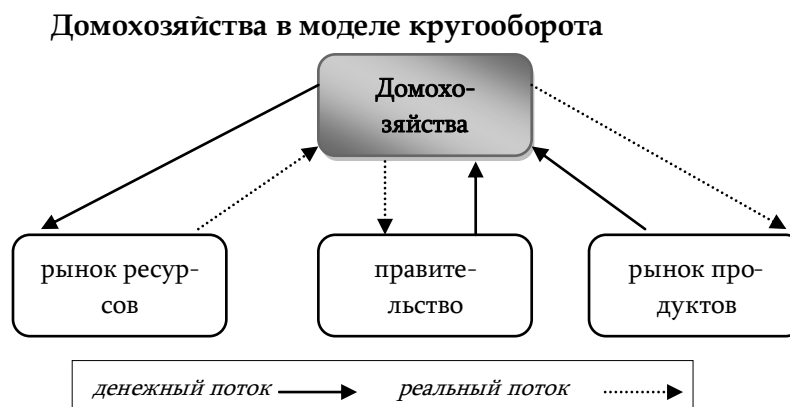 Домохозяйства в моделе кругооборота
Домохо-
зяйства
рынок ресур-
сов
правите-
льство
рынок про-
дуктов
денежный поток реальный поток